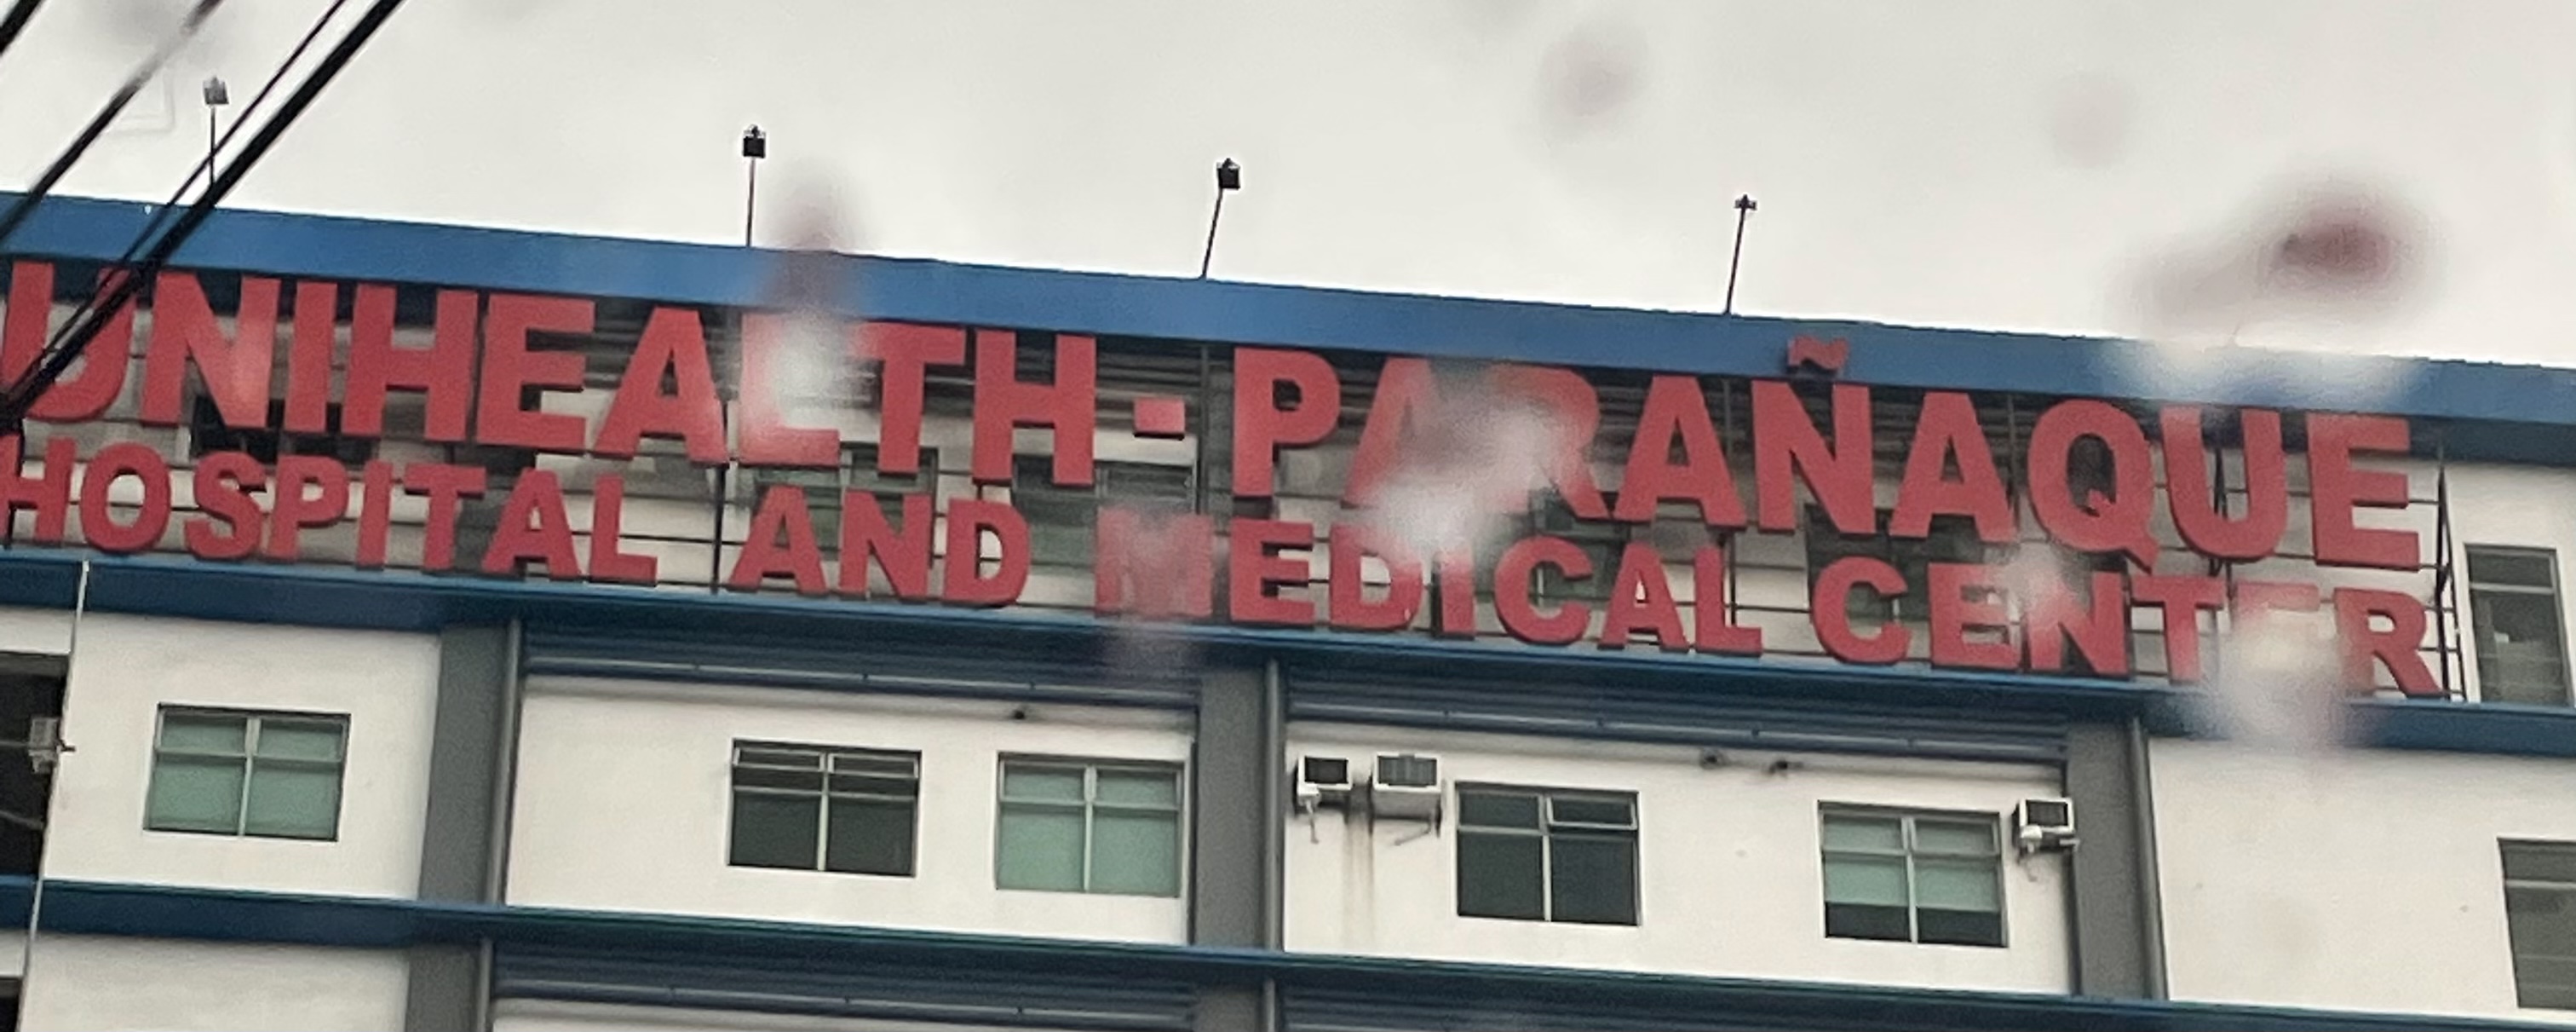 UNIHEALTH - PARAÑAQUE
HOSPITAL AND MEDICAL CENTER